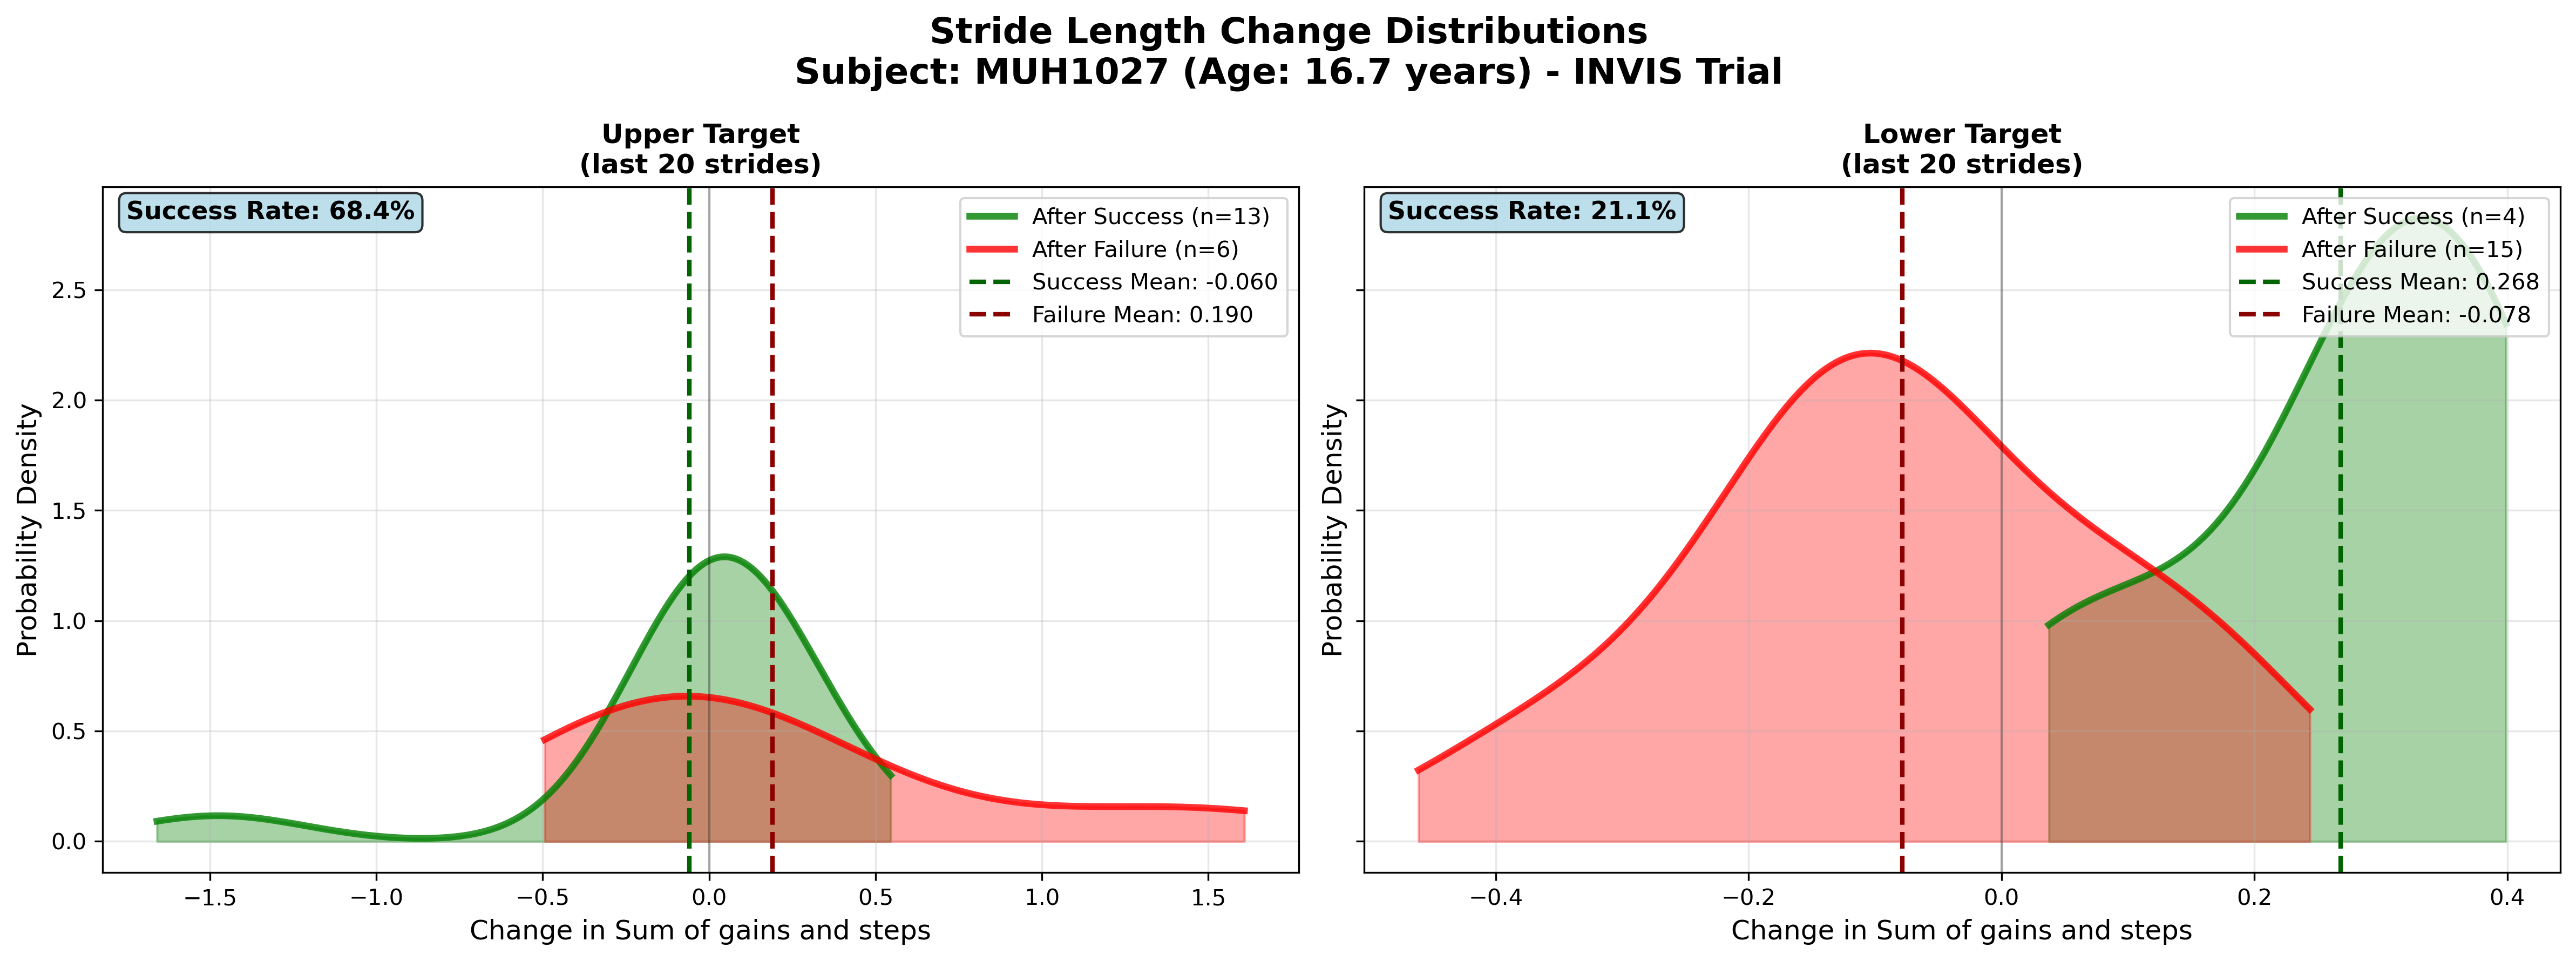 Stride Length Change Distributions
Subject: MUH1027 (Age: 16.7 years) - INVIS Trial
Upper Target
(last 20 strides)
Success Rate: 68.4%
After Success (n=13)
After Failure (n=6)
Success Mean: -0.060
Failure Mean: 0.190
Probability Density
2.5
2.0
1.5
1.0
0.5
0.0
−1.5 −1.0 −0.5 0.0 0.5 1.0 1.5
Change in Sum of gains and steps
Lower Target
(last 20 strides)
Success Rate: 21.1%
After Success (n=4)
After Failure (n=15)
Success Mean: 0.268
Failure Mean: -0.078
Probability Density
−0.4 −0.2 0.0 0.2 0.4
Change in Sum of gains and steps